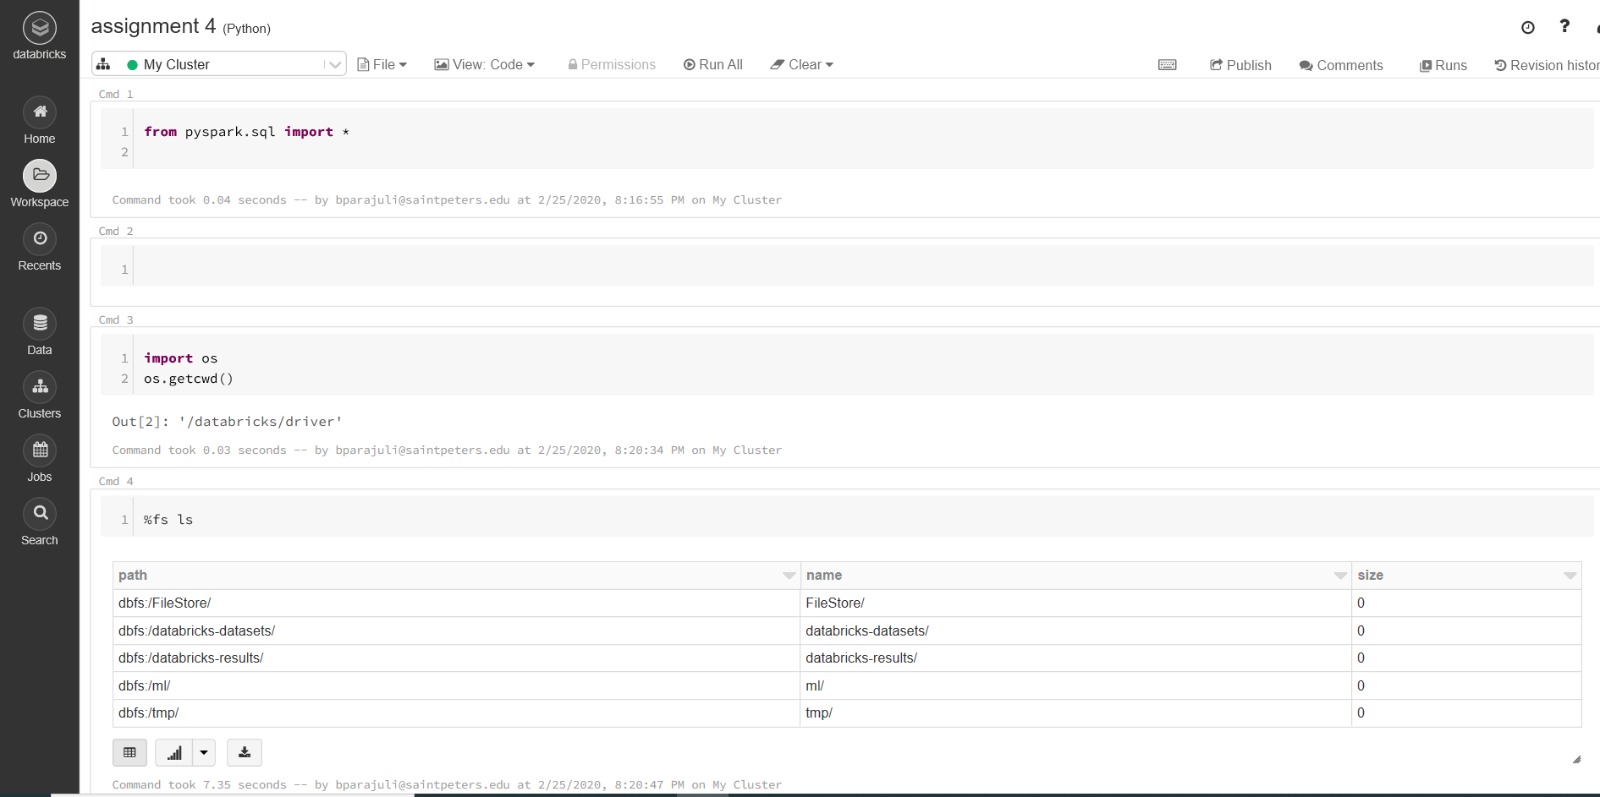 databricks
Home
Workspace
Recents
Data
Clusters
Jobs
Search
assignment 4 (Python)
?
My Cluster
File
View: Code
Permissions
Run All
Clear
Publish
Comments
Runs
Revision histor
Cmd 1
1 from pyspark.sql import *
2
Command took 0.04 seconds -- by bparajuli@saintpeters.edu at 2/25/2020, 8:16:55 PM on My Cluster
Cmd 2
1
Cmd 3
1 import os
2 os.getcwd()
Out[2]: '/databricks/driver'
Command took 0.03 seconds -- by bparajuli@saintpeters.edu at 2/25/2020, 8:20:34 PM on My Cluster
Cmd 4
1 %fs ls
path name size
dbfs:/FileStore/ FileStore/ 0
dbfs:/databricks-datasets/ databricks-datasets/ 0
dbfs:/databricks-results/ databricks-results/ 0
dbfs:/ml/ ml/ 0
dbfs:/tmp/ tmp/ 0
Command took 7.35 seconds -- by bparajuli@saintpeters.edu at 2/25/2020, 8:20:47 PM on My Cluster